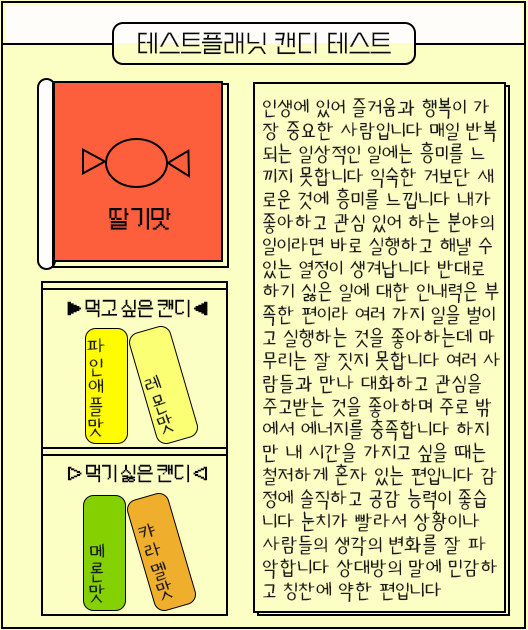 테스트플래닛 캔디 테스트
딸기맛
▶먹고 싶은 캔디◀
파인애플맛
레몬맛
▷먹기싫은캔디◁
메론맛
캬라멜맛
인생에 있어 즐거움과 행복이 가
장 중요한 사람입니다 매일 반복
되는 일상적인 일에는 흥미를 느
끼지 못합니다 익숙한 거보단 새
로운 것에 흥미를 느낍니다 내가
좋아하고 관심 있어 하는 분야의
일이라면 바로 실행하고 해낼 수
있는 열정이 생겨납니다 반대로
하기 싫은 일에 대한 인내력은 부
족한 편이라 여러 가지 일을 벌이
고 실행하는 것을 좋아하는데 마
무리는 잘 짓지 못합니다 여러 사
람들과 만나 대화하고 관심을
주고받는 것을 좋아하며 주로 밖
에서 에너지를 충족합니다 하지
만 내 시간을 가지고 싶을 때는
철저하게 혼자 있는 편입니다 감
정에 솔직하고 공감 능력이 좋습
니다 눈치가 빨라서 상황이나
사람들의 생각의 변화를 잘 파
악합니다 상대방의 말에 민감하
고 칭찬에 약한 편입니다